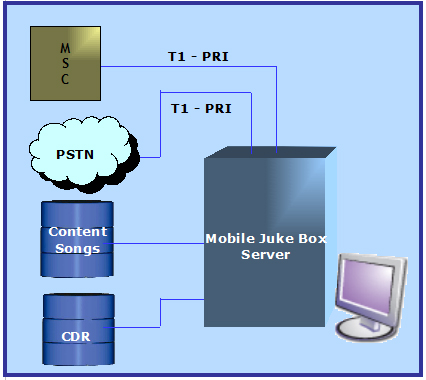 M
S
C
T1 - PRI
T1 - PRI
PSTN
Content
Songs
Mobile Juke Box
Server
CDR